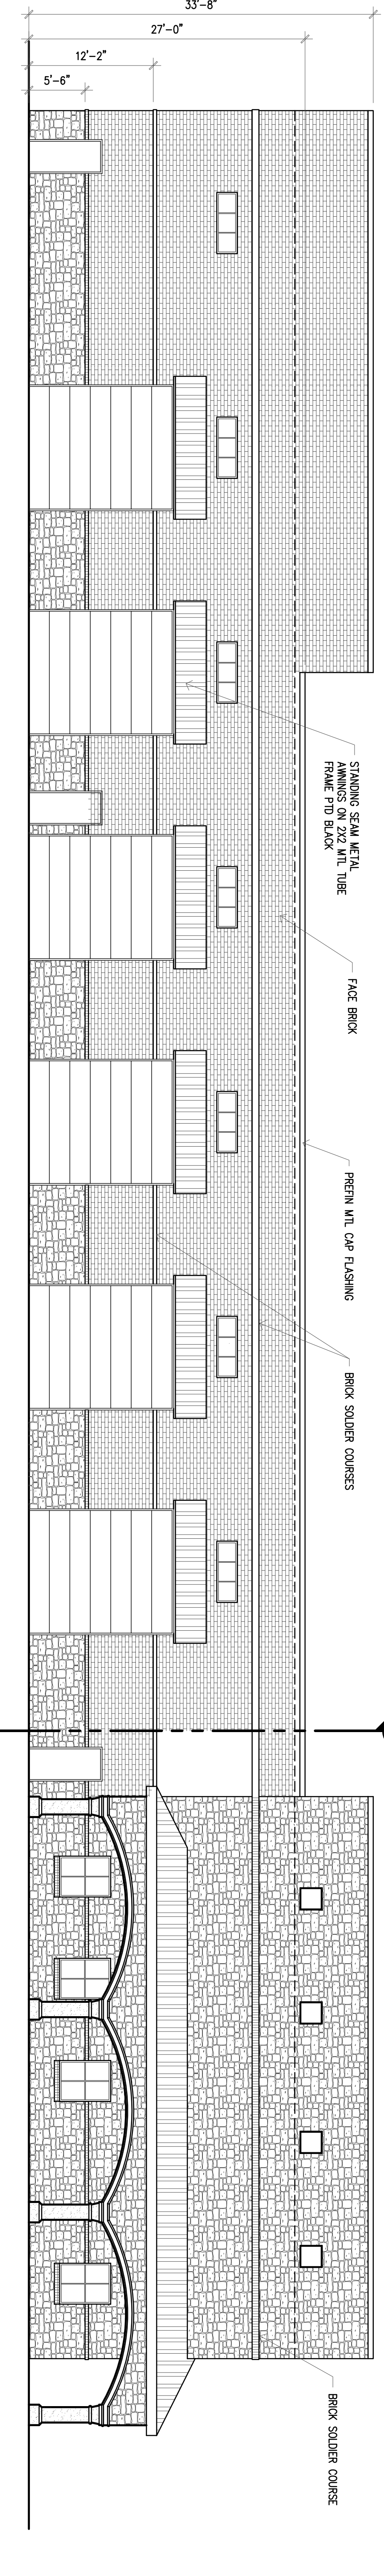 33'-8"
27'-0"
12'-2"
5'-6"
STANDING SEAM METAL
AWNINGS ON 2X2 MTL TUBE
FRAME PTD BLACK
FACE BRICK
PREFIN MTL CAP FLASHING
BRICK SOLDIER COURSES
BRICK SOLDIER COURSE